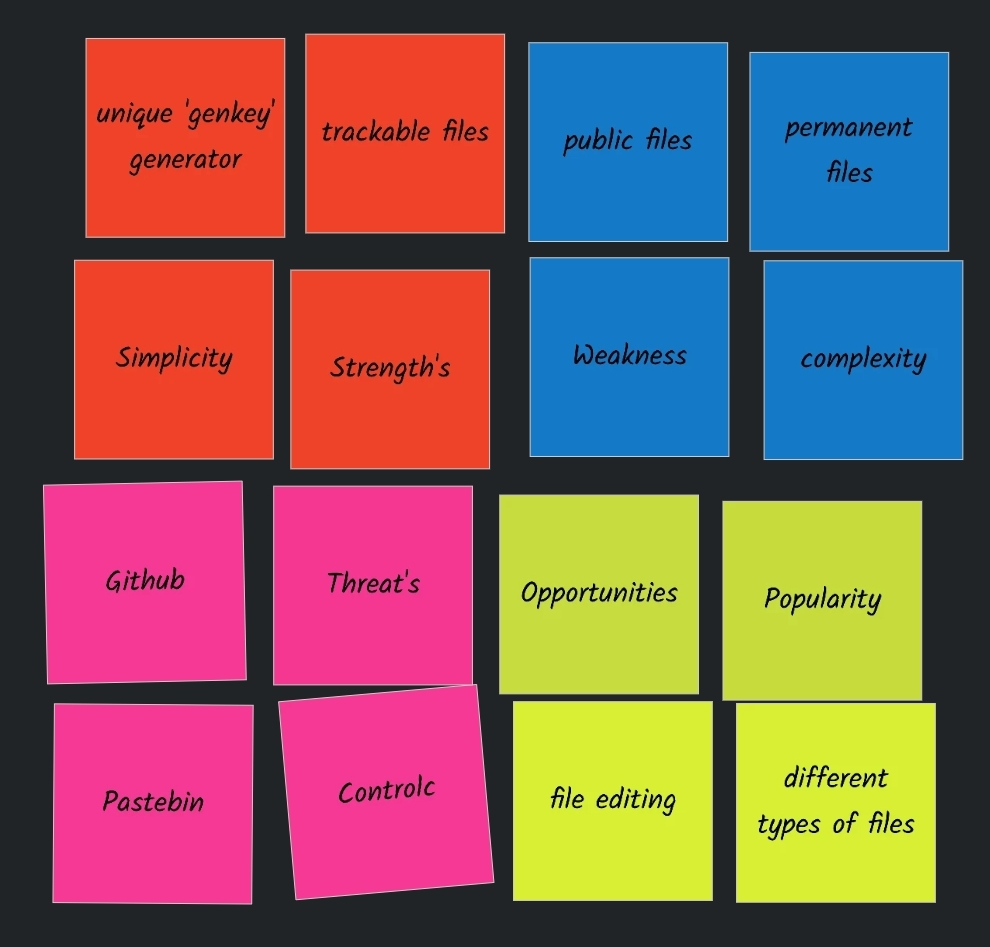 unique 'genkey'
generator
trackable files
public files
permanent
files
Simplicity
Strength's
Weakness
complexity
Github
Threat's
Opportunities
Popularity
Pastebin
Controlc
file editing
different
types of files